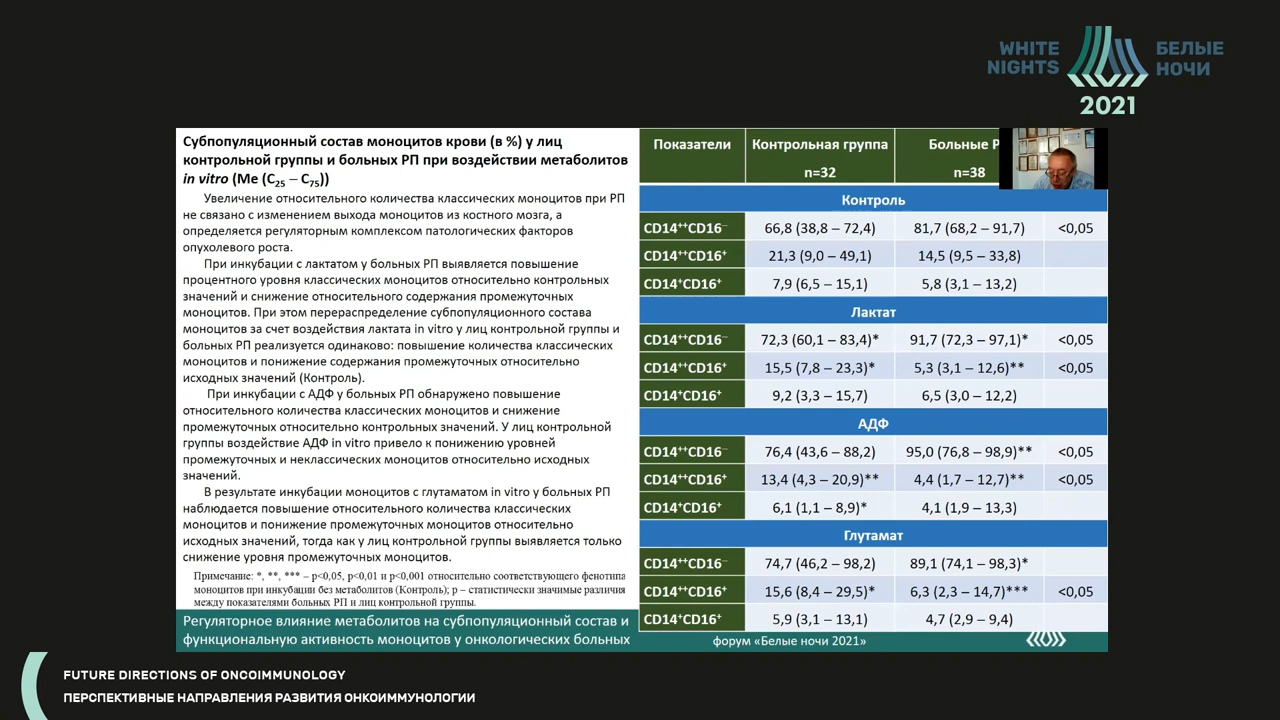 WHITE NIGHTS
БЕЛЫЕ НОЧИ
2021
Субпопуляционный состав моноцитов крови (в %) у лиц
контрольной группы и больных РП при воздействии метаболитов
in vitro (Me (C25 – C75))
Увеличение относительного количества классических моноцитов при РП
не связано с изменением выхода моноцитов из костного мозга, а
определяется регуляторным комплексом патологических факторов
опухолевого роста.
При инкубации с лактатом у больных РП выявляется повышение
процентного уровня классических моноцитов относительно контрольных
значений и снижение относительного содержания промежуточных
моноцитов. При этом перераспределение субпопуляционного состава
моноцитов за счет воздействия лактата in vitro у лиц контрольной группы и
больных РП реализуется одинаково: повышение количества классических
моноцитов и понижение содержания промежуточных относительно
исходных значений (Контроль).
При инкубации с АДФ у больных РП обнаружено повышение
относительного количества классических моноцитов и снижение
промежуточных относительно контрольных значений. У лиц контрольной
группы воздействие АДФ in vitro привело к понижению уровней
промежуточных и неклассических моноцитов относительно исходных
значений.
В результате инкубации моноцитов с глутаматом in vitro у больных РП
наблюдается повышение относительного количества классических
моноцитов и понижение промежуточных моноцитов относительно
исходных значений, тогда как у лиц контрольной группы выявляется только
снижение уровня промежуточных моноцитов.
Примечание: *, **, *** – p<0,05, p<0,01 и p<0,001 относительно соответствующего фенотипа
моноцитов при инкубации без метаболитов (Контроль); p – статистически значимые различия
между показателями больных РП и лиц контрольной группы.
Регуляторное влияние метаболитов на субпопуляционный состав и
функциональную активность моноцитов у онкологических больных
Показатели Контрольная группа n=32 Больные Р n=38
Контроль
CD14⁺⁺CD16⁻ 66,8 (38,8 – 72,4) 81,7 (68,2 – 91,7) <0,05
CD14⁺⁺CD16⁺ 21,3 (9,0 – 49,1) 14,5 (9,5 – 33,8)
CD14⁺CD16⁺ 7,9 (6,5 – 15,1) 5,8 (3,1 – 13,2)
Лактат
CD14⁺⁺CD16⁻ 72,3 (60,1 – 83,4)* 91,7 (72,3 – 97,1)* <0,05
CD14⁺⁺CD16⁺ 15,5 (7,8 – 23,3)* 5,3 (3,1 – 12,6)** <0,05
CD14⁺CD16⁺ 9,2 (3,3 – 15,7) 6,5 (3,0 – 12,2)
АДФ
CD14⁺⁺CD16⁻ 76,4 (43,6 – 88,2) 95,0 (76,8 – 98,9)** <0,05
CD14⁺⁺CD16⁺ 13,4 (4,3 – 20,9)** 4,4 (1,7 – 12,7)** <0,05
CD14⁺CD16⁺ 6,1 (1,1 – 8,9)* 4,1 (1,9 – 13,3)
Глутамат
CD14⁺⁺CD16⁻ 74,7 (46,2 – 98,2) 89,1 (74,1 – 98,3)*
CD14⁺⁺CD16⁺ 15,6 (8,4 – 29,5)* 6,3 (2,3 – 14,7)*** <0,05
CD14⁺CD16⁺ 5,9 (3,1 – 13,1) 4,7 (2,9 – 9,4)
форум «Белые ночи 2021»
FUTURE DIRECTIONS OF ONCOIMMUNOLOGY
ПЕРСПЕКТИВНЫЕ НАПРАВЛЕНИЯ РАЗВИТИЯ ОНКОИММУНОЛОГИИ